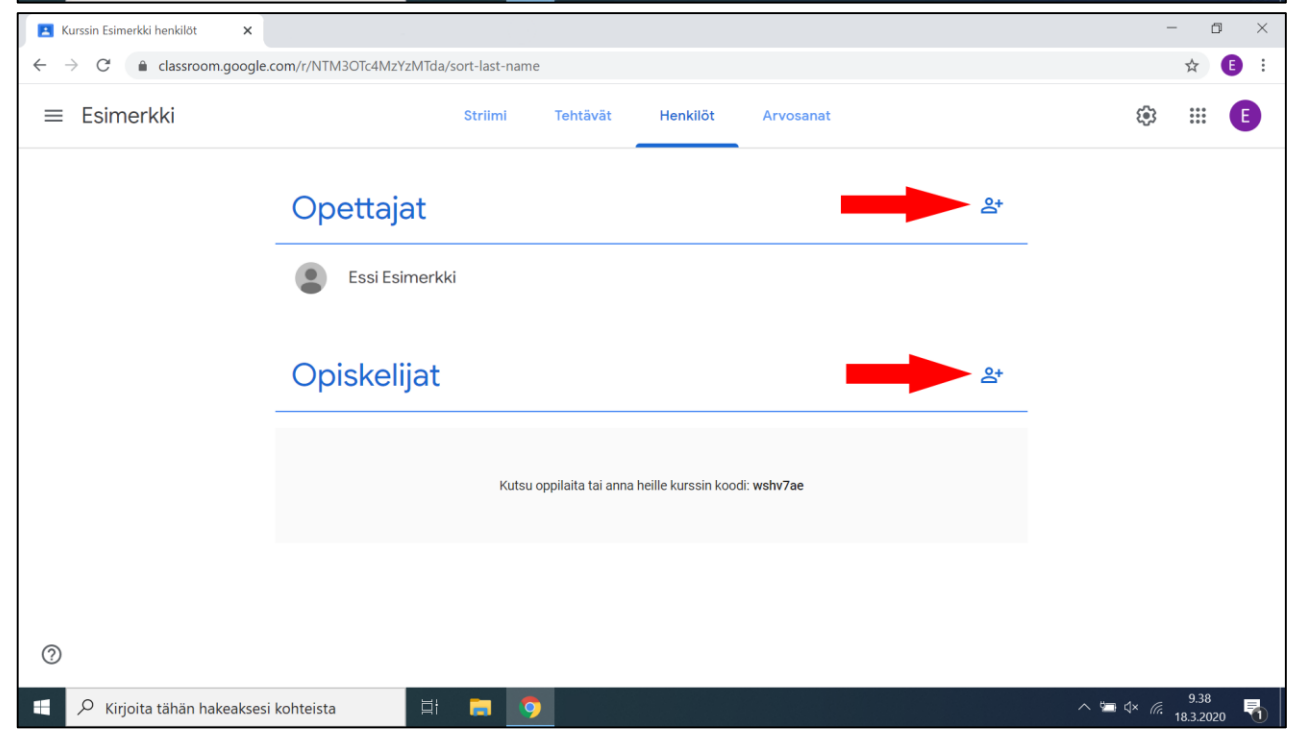 Kurssin Esimerkki henkilöt
classroom.google.com/r/NTM3OTc4MzYzMTda/sort-last-name
E
Esimerkki
Striimi
Tehtävät
Henkilöt
Arvosanat
E
Opettajat
Essi Esimerkki
Opiskelijat
Kutsu oppilaita tai anna heille kurssin koodi: wshv7ae
Kirjoita tähän hakeaksesi kohteista
9.38
18.3.2020
1